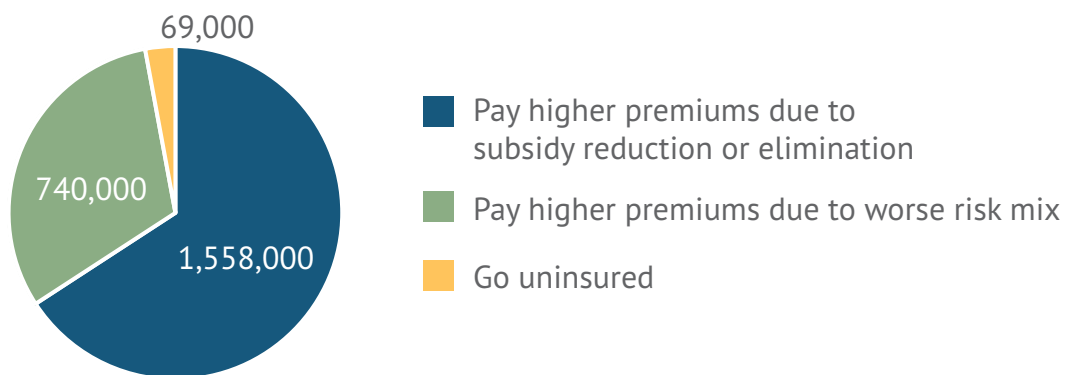 69,000
740,000
1,558,000
Pay higher premiums due to
subsidy reduction or elimination
Pay higher premiums due to worse risk mix
Go uninsured